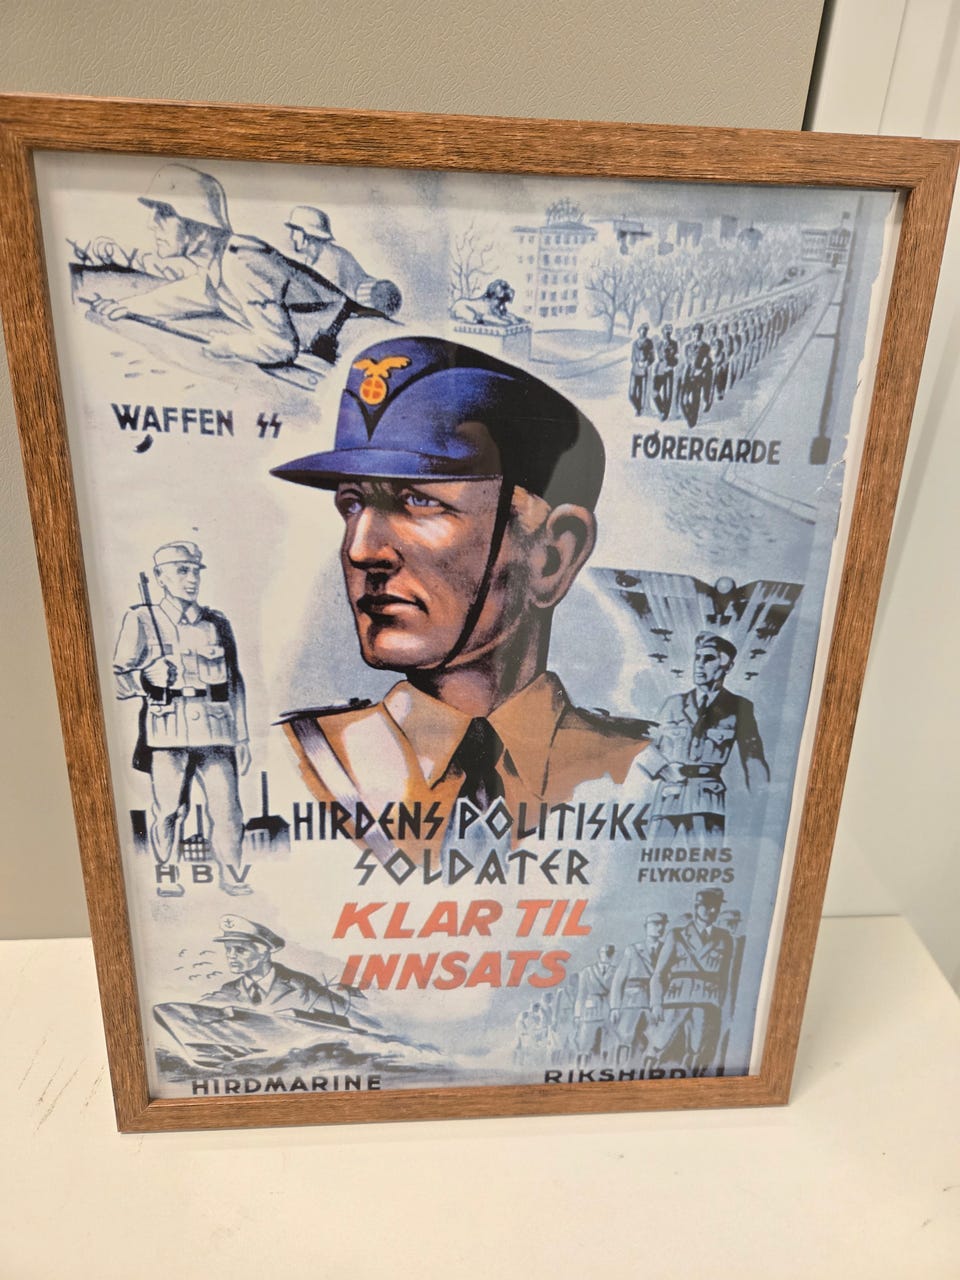 WAFFEN SS
FØRERGARDE
HIRDENS POLITISKE
SOLDATER
KLAR TIL
INNSATS
HBV
HIRDENS
FLYKORPS
HIRDMARINE